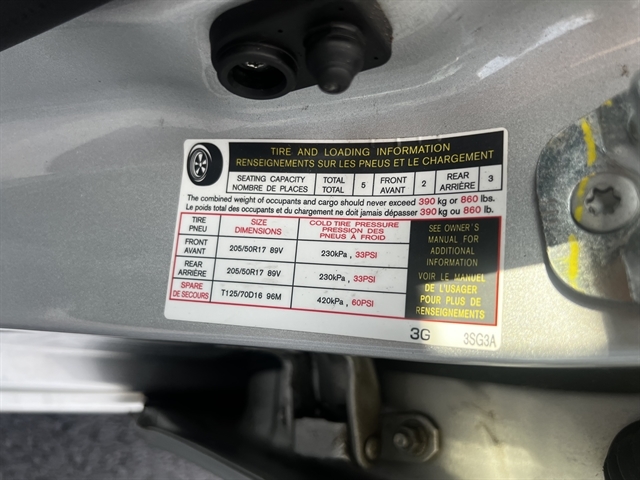 TIRE AND LOADING INFORMATION
RENSEIGNEMENTS SUR LES PNEUS ET LE CHARGEMENT
SEATING CAPACITY TOTAL 5 FRONT 2 REAR 3
NOMBRE DE PLACES TOTAL AVANT ARRIÈRE
The combined weight of occupants and cargo should never exceed 390 kg or 860 lbs.
Le poids total des occupants et du chargement ne doit jamais dépasser 390 kg ou 860 lb.
TIRE SIZE COLD TIRE PRESSURE
PNEU DIMENSIONS PRESSION DES PNEUS À FROID
FRONT AVANT 205/50R17 89V 230kPa , 33PSI
REAR ARRIÈRE 205/50R17 89V 230kPa , 33PSI
SPARE DE SECOURS T125/70D16 96M 420kPa , 60PSI
SEE OWNER'S
MANUAL FOR
ADDITIONAL
INFORMATION
VOIR LE MANUEL
DE L'USAGER
POUR PLUS DE
RENSEIGNEMENTS
3G 3SG3A